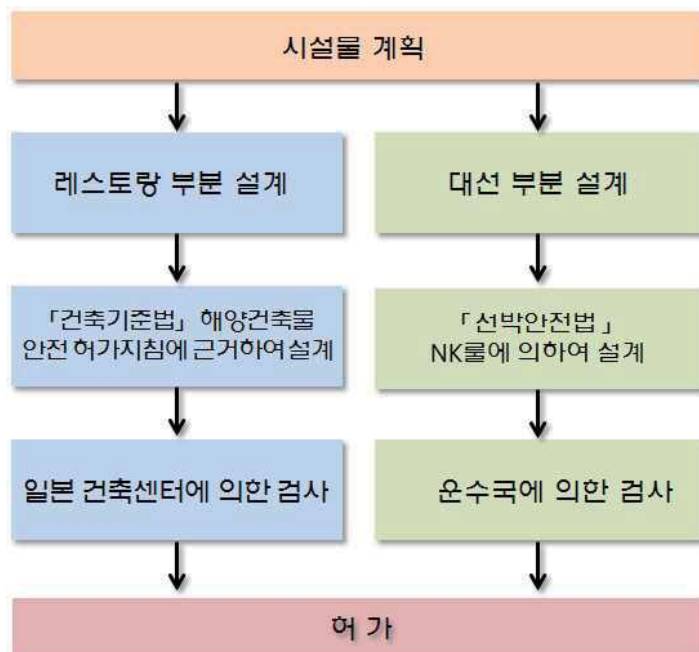 시설물 계획
레스토랑 부분 설계
「건축기준법」 해양건축물
안전 허가지침에 근거하여 설계
일본 건축센터에 의한 검사
대선 부분 설계
「선박안전법」
NK룰에 의하여 설계
운수국에 의한 검사
허 가